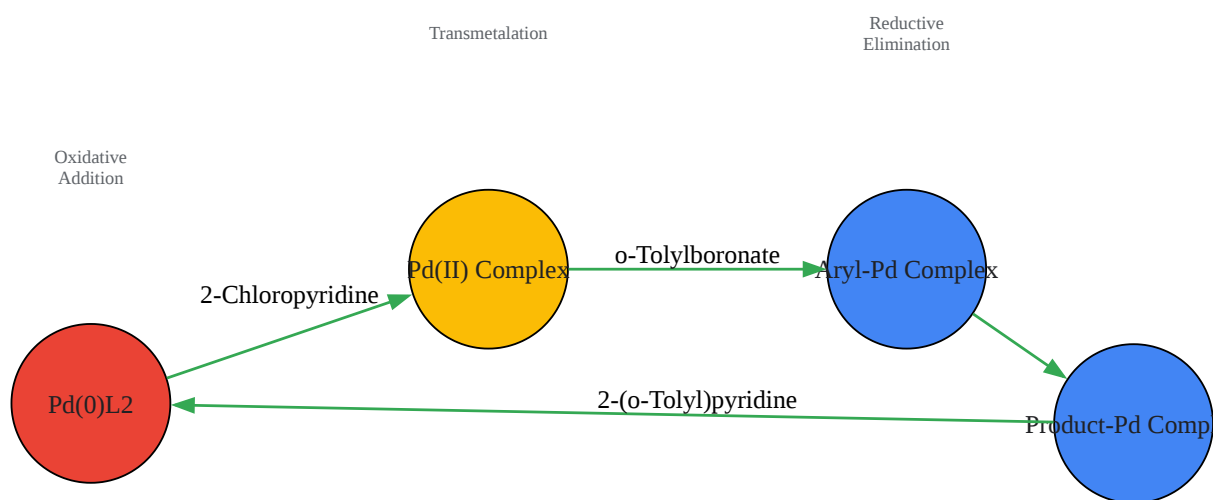 Transmetalation
Reductive
Elimination
Oxidative
Addition
o-Tolylboronate
Pd(II) Complex
Aryl-Pd Complex
2-Chloropyridine
2-(o-Tolyl)pyridine
Pd(0)L2
Product-Pd Comp